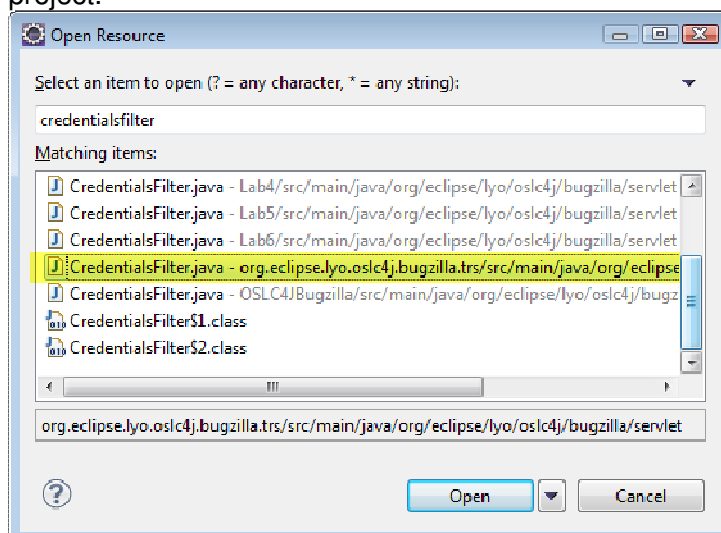 project.
Open Resource
Select an item to open (? = any character, * = any string):
credentialsfilter
Matching items:
CredentialsFilter.java - Lab4/src/main/java/org/eclipse/lyo/oslc4j/bugzilla/servlet
CredentialsFilter.java - Lab5/src/main/java/org/eclipse/lyo/oslc4j/bugzilla/servlet
CredentialsFilter.java - Lab6/src/main/java/org/eclipse/lyo/oslc4j/bugzilla/servlet
CredentialsFilter.java - org.eclipse.lyo.oslc4j.bugzilla.trs/src/main/java/org/eclipse
CredentialsFilter.java - OSLC4JBugzilla/src/main/java/org/eclipse/lyo/oslc4j/bugz
CredentialsFilter$1.class
CredentialsFilter$2.class
org.eclipse.lyo.oslc4j.bugzilla.trs/src/main/java/org/eclipse/lyo/oslc4j/bugzilla/servlet
Open
Cancel